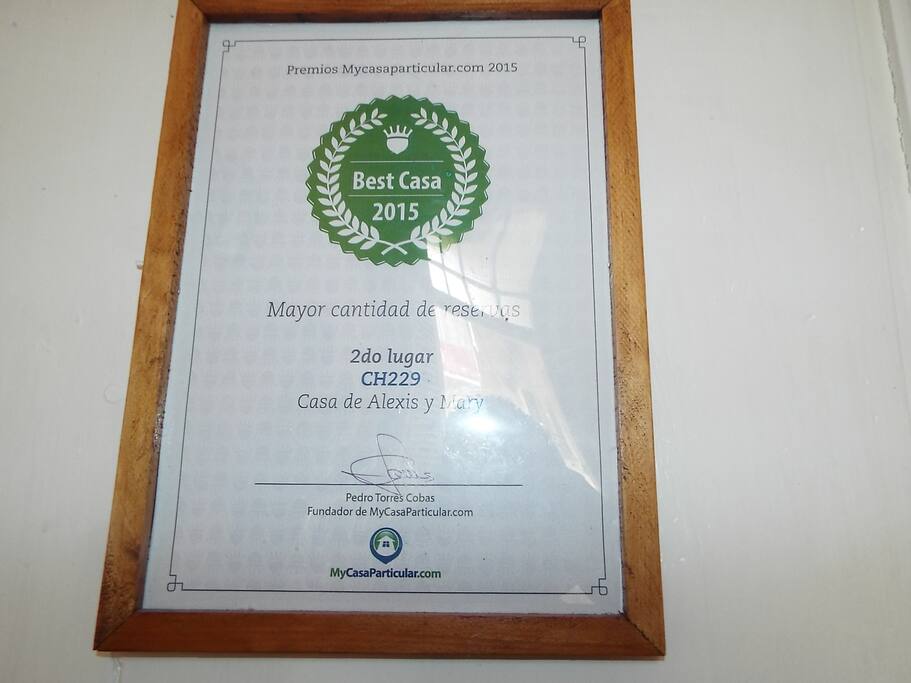 Premios Mycasaparticular.com 2015
Best Casa
2015
Mayor cantidad de reservas
2do lugar
CH229
Casa de Alexis y Mary
Pedro Torres Cobas
Fundador de MyCasaParticular.com
MyCasaParticular.com